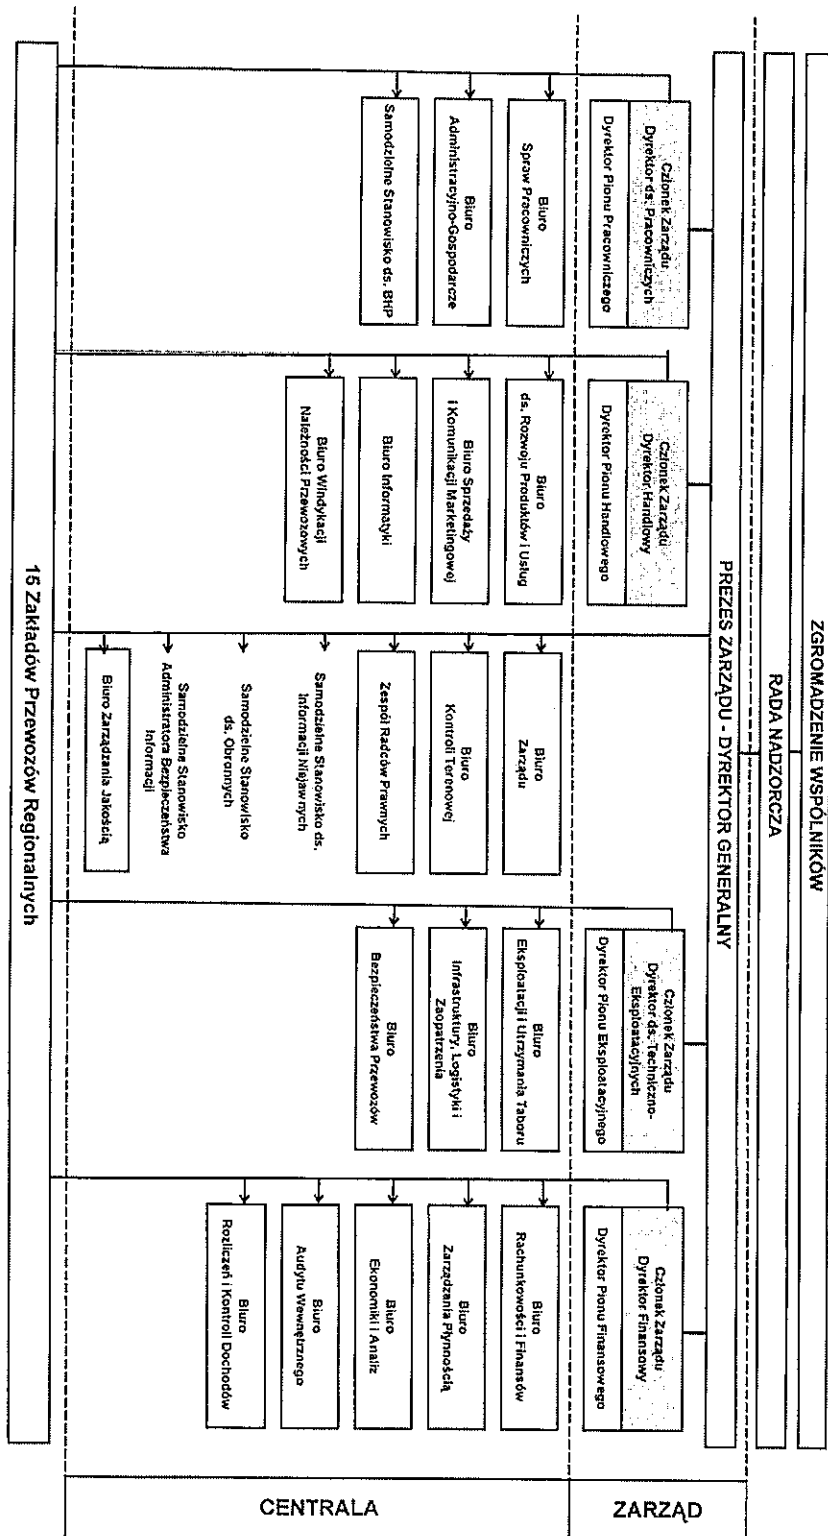 ZGROMADZENIE WSPÓLNIKÓW
RADA NADZORCZA
PREZES ZARZĄDU - DYREKTOR GENERALNY
Członek Zarządu
Dyrektor ds. Pracowniczych
Dyrektor Pionu Pracowniczego
Biuro
Spraw Pracowniczych
Biuro
Administracyjno-Gospodarcze
Samodzielne Stanowisko ds. BHP
Członek Zarządu
Dyrektor Handlowy
Dyrektor Pionu Handlowego
Biuro
ds. Rozwoju Produktów i Usług
Biuro Sprzedaży
i Komunikacji Marketingowej
Biuro Informatyki
Biuro Windykacji
Należności Przewozowych
Biuro
Zarządu
Biuro
Kontroli Terenowej
Zespół Radców Prawnych
Samodzielne Stanowisko ds.
Informacji Niejawnych
Samodzielne Stanowisko
ds. Obronnych
Samodzielne Stanowisko
Administratora Bezpieczeństwa
Informacji
Biuro Zarządzania Jakością
Członek Zarządu
Dyrektor ds. Techniczno-
Eksploatacyjnych
Dyrektor Pionu Eksploatacyjnego
Biuro
Eksploatacji i Utrzymania Taboru
Biuro
Infrastruktury, Logistyki i
Zaopatrzenia
Biuro
Bezpieczeństwa Przewozów
Członek Zarządu
Dyrektor Finansowy
Dyrektor Pionu Finansowego
Biuro
Rachunkowości i Finansów
Biuro
Zarządzania Płynnością
Biuro
Ekonomiki i Analiz
Biuro
Audytu Wewnętrznego
Biuro
Rozliczeń i Kontroli Dochodów
15 Zakładów Przewozów Regionalnych
ZARZĄD
CENTRALA